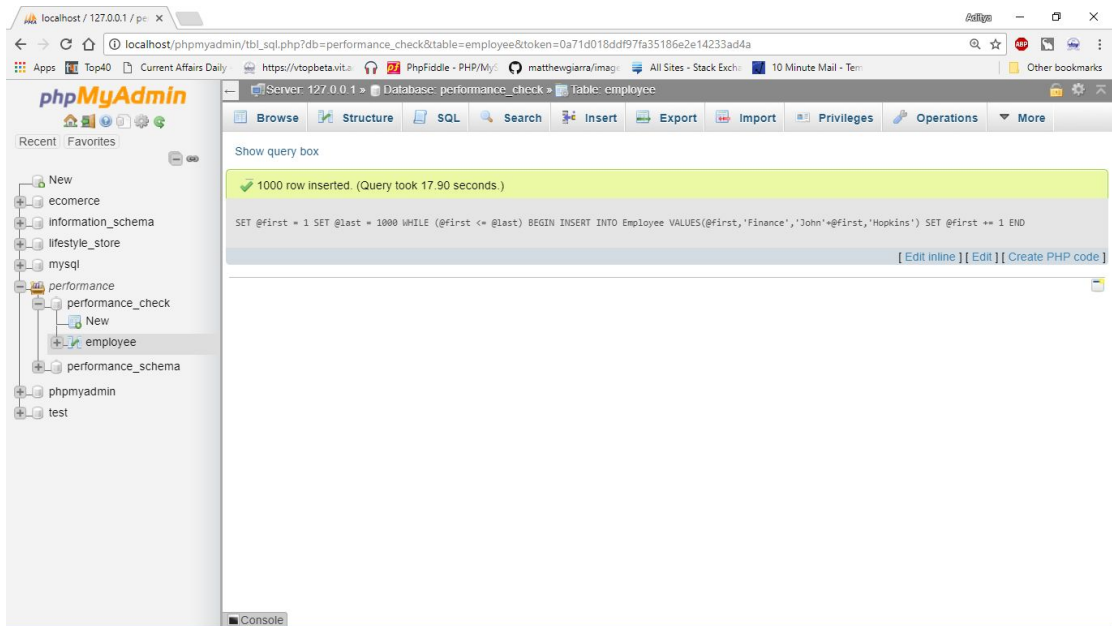 localhost / 127.0.0.1 / pe
Aditya
localhost/phpmyadmin/tbl_sql.php?db=performance_check&table=employee&token=0a71d018ddf97fa35186e2e14233ad4a
Apps Top40 Current Affairs Daily https://vtopbeta.vit.a PhpFiddle - PHP/MyS matthewgiarra/image All Sites - Stack Excha 10 Minute Mail - Tem Other bookmarks
phpMyAdmin
Recent Favorites
New
ecomerce
information_schema
lifestyle_store
mysql
performance
performance_check
New
employee
performance_schema
phpmyadmin
test
Server: 127.0.0.1 » Database: performance_check » Table: employee
Browse Structure SQL Search Insert Export Import Privileges Operations More
Show query box
1000 row inserted. (Query took 17.90 seconds.)
SET @first = 1 SET @last = 1000 WHILE (@first <= @last) BEGIN INSERT INTO Employee VALUES(@first,'Finance','John'+@first,'Hopkins') SET @first += 1 END
[ Edit inline ] [ Edit ] [ Create PHP code ]
Console